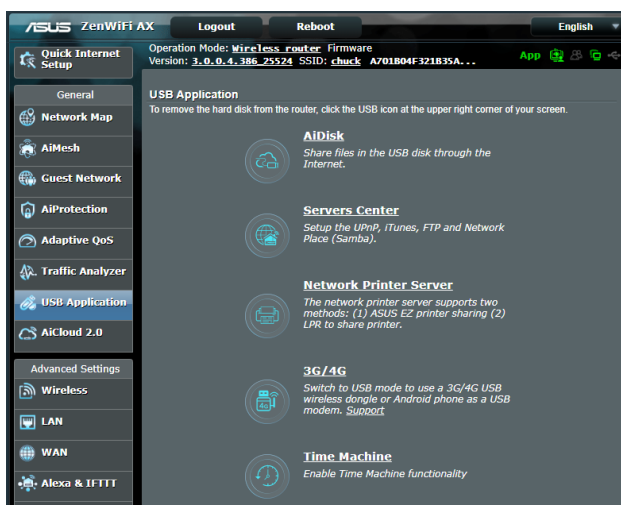 ASUS ZenWiFi AX Logout Reboot English
Quick Internet Setup
Operation Mode: Wireless router Firmware
Version: 3.0.0.4.386_25524 SSID: chuck A701B04F321B35A...
App
General
Network Map
AiMesh
Guest Network
AiProtection
Adaptive QoS
Traffic Analyzer
USB Application
AiCloud 2.0
Advanced Settings
Wireless
LAN
WAN
Alexa & IFTTT
USB Application
To remove the hard disk from the router, click the USB icon at the upper right corner of your screen.
AiDisk
Share files in the USB disk through the
Internet.
Servers Center
Setup the UPnP, iTunes, FTP and Network
Place (Samba).
Network Printer Server
The network printer server supports two
methods: (1) ASUS EZ printer sharing (2)
LPR to share printer.
3G/4G
Switch to USB mode to use a 3G/4G USB
wireless dongle or Android phone as a USB
modem. Support
4G
Time Machine
Enable Time Machine functionality